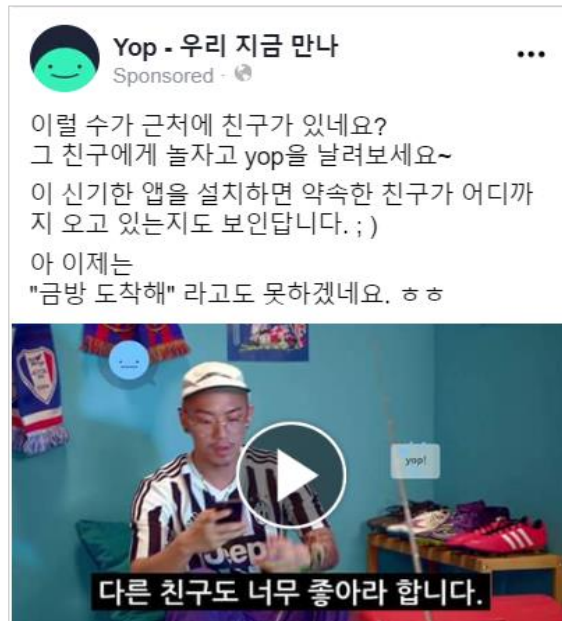 Yop - 우리 지금 만나
Sponsored ·
이럴 수가 근처에 친구가 있네요?
그 친구에게 놀자고 yop을 날려보세요~
이 신기한 앱을 설치하면 약속한 친구가 어디까
지 오고 있는지도 보인답니다. ; )
아 이제는
"금방 도착해" 라고도 못하겠네요. ㅎㅎ
yop!
Jeep
다른 친구도 너무 좋아라 합니다.